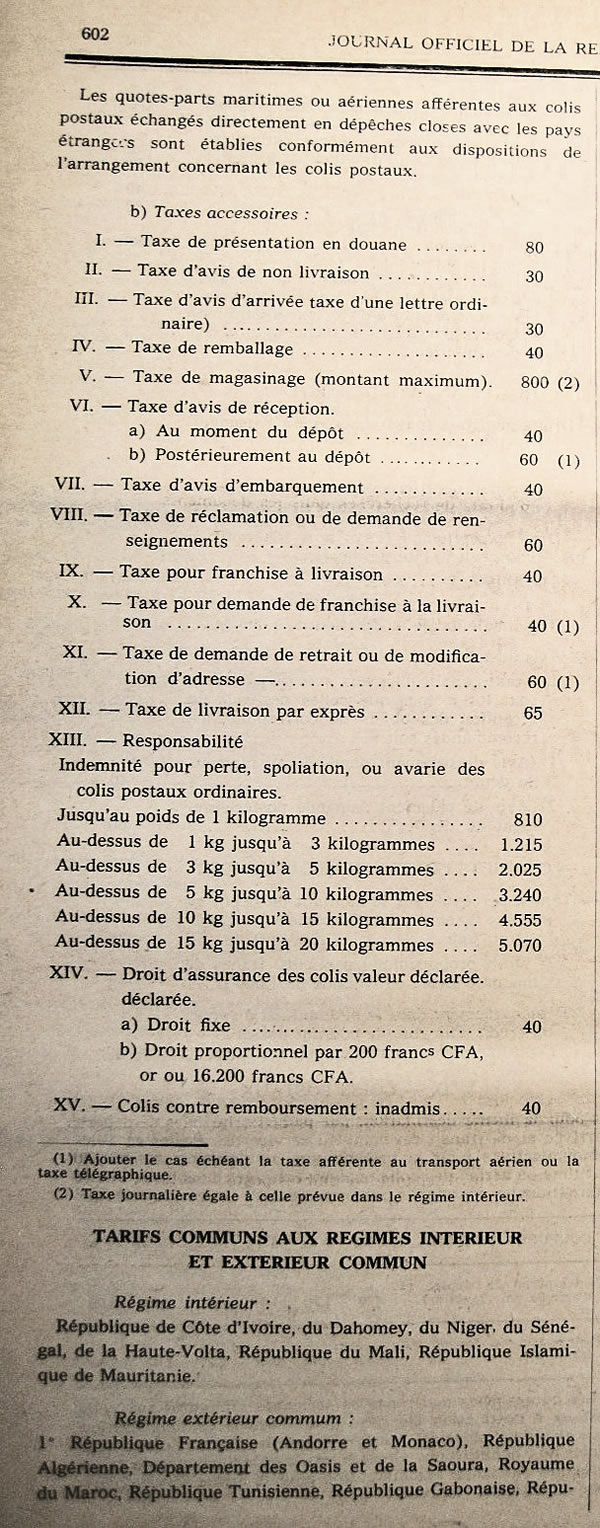 602
JOURNAL OFFICIEL DE LA RE
Les quotes-parts maritimes ou aériennes afférentes aux colis
postaux échangés directement en dépêches closes avec les pays
étrangers sont établies conformément aux dispositions de
l'arrangement concernant les colis postaux.
b) Taxes accessoires :
I. — Taxe de présentation en douane ........ 80
II. — Taxe d'avis de non livraison ............ 30
III. — Taxe d'avis d'arrivée taxe d'une lettre ordi-
naire) ............................ 30
IV. — Taxe de remballage ................... 40
V. — Taxe de magasinage (montant maximum). 800 (2)
VI. — Taxe d'avis de réception.
a) Au moment du dépôt .............. 40
b) Postérieurement au dépôt ........... 60 (1)
VII. — Taxe d'avis d'embarquement ............ 40
VIII. — Taxe de réclamation ou de demande de ren-
seignements .......................... 60
IX. — Taxe pour franchise à livraison .......... 40
X. — Taxe pour demande de franchise à la livrai-
son .................................. 40 (1)
XI. — Taxe de demande de retrait ou de modifica-
tion d'adresse —....................... 60 (1)
XII. — Taxe de livraison par exprès ............ 65
XIII. — Responsabilité
Indemnité pour perte, spoliation, ou avarie des
colis postaux ordinaires.
Jusqu'au poids de 1 kilogramme ................ 810
Au-dessus de 1 kg jusqu'à 3 kilogrammes .... 1.215
Au-dessus de 3 kg jusqu'à 5 kilogrammes .... 2.025
Au-dessus de 5 kg jusqu'à 10 kilogrammes .... 3.240
Au-dessus de 10 kg jusqu'à 15 kilogrammes .... 4.555
Au-dessus de 15 kg jusqu'à 20 kilogrammes .... 5.070
XIV. — Droit d'assurance des colis valeur déclarée.
déclarée.
a) Droit fixe .......................... 40
b) Droit proportionnel par 200 francs CFA,
or ou 16.200 francs CFA.
XV. — Colis contre remboursement : inadmis..... 40
(1) Ajouter le cas échéant la taxe afférente au transport aérien ou la
taxe télégraphique.
(2) Taxe journalière égale à celle prévue dans le régime intérieur.
TARIFS COMMUNS AUX REGIMES INTERIEUR
ET EXTERIEUR COMMUN
Régime intérieur :
République de Côte d'Ivoire, du Dahomey, du Niger, du Séné-
gal, de la Haute-Volta, République du Mali, République Islami-
que de Mauritanie.
Régime extérieur commun :
1° République Française (Andorre et Monaco), République
Algérienne, Département des Oasis et de la Saoura, Royaume
du Maroc, République Tunisienne, République Gabonaise, Répu-